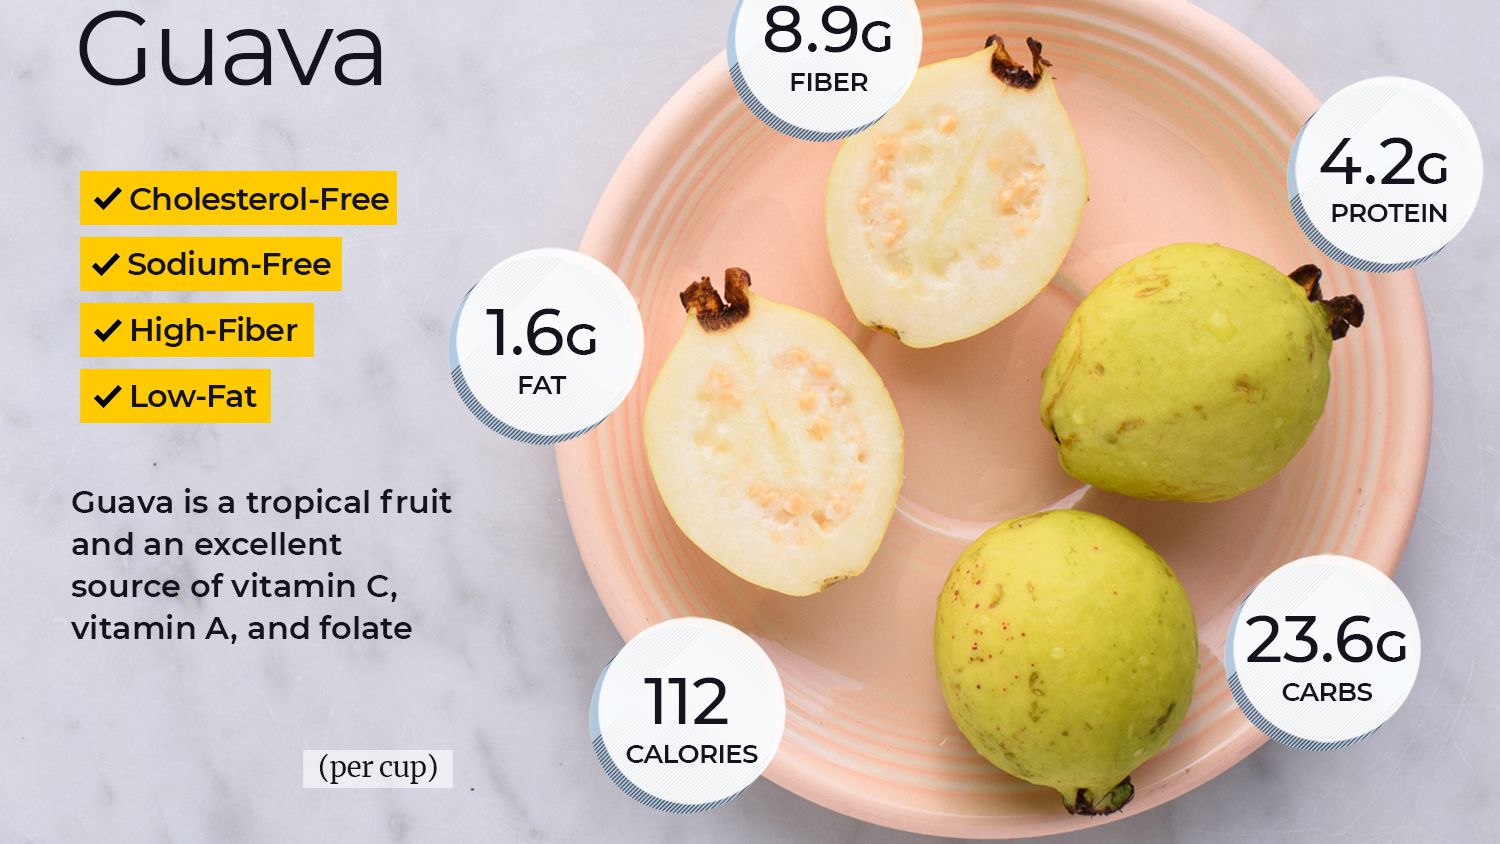 Guava
Cholesterol-Free
Sodium-Free
High-Fiber
Low-Fat
Guava is a tropical fruit
and an excellent
source of vitamin C,
vitamin A, and folate
(per cup)
8.9G
FIBER
4.2G
PROTEIN
1.6G
FAT
23.6G
CARBS
112
CALORIES